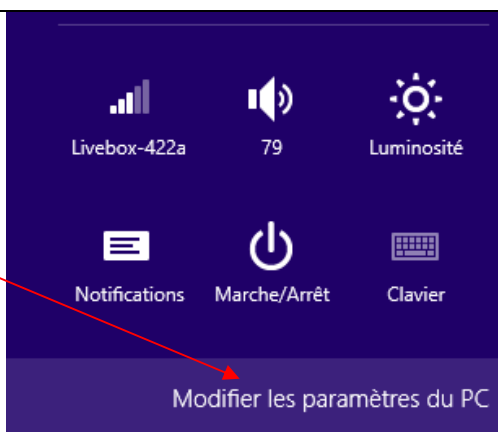 Livebox-422a 79 Luminosité
Notifications Marche/Arrêt Clavier
Modifier les paramètres du PC